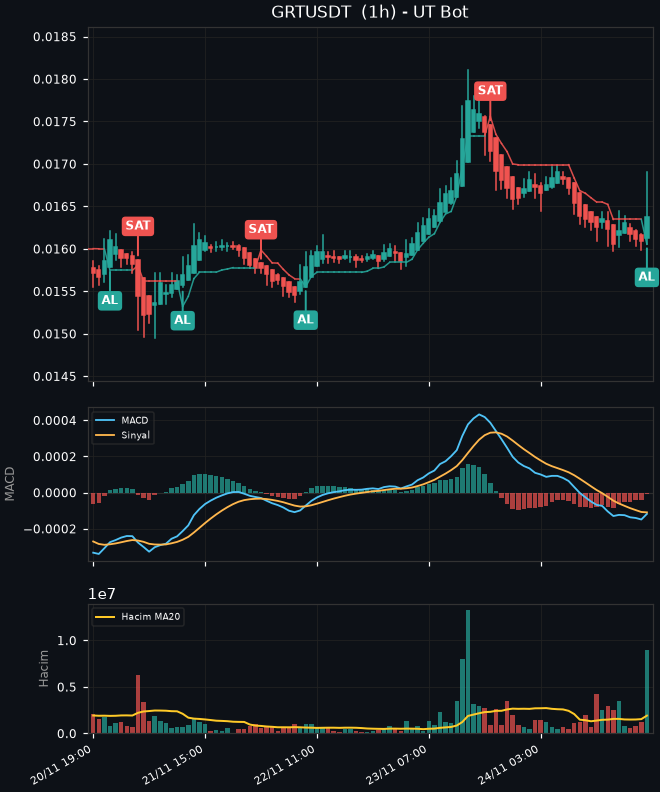 GRTUSDT (1h) - UT Bot
0.0185
0.0180
0.0175
0.0170
0.0165
0.0160
0.0155
0.0150
0.0145
SAT
SAT
SAT
AL
AL
AL
AL
MACD
0.0004
0.0002
0.0000
−0.0002
MACD
Sinyal
1e7
Hacim
1.0
0.5
0.0
Hacim MA20
20/11 19:00
21/11 15:00
22/11 11:00
23/11 07:00
24/11 03:00